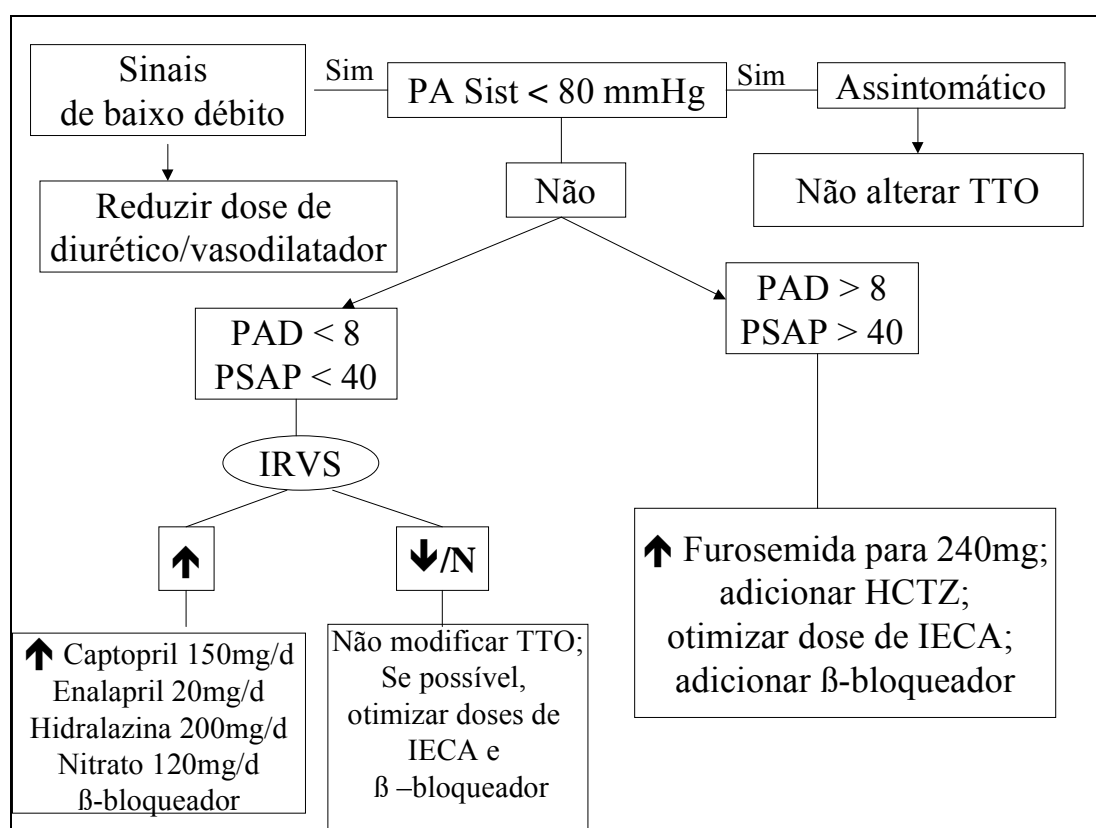 Sinais
de baixo débito
Sim
PA Sist < 80 mmHg
Sim
Assintomático
Reduzir dose de
diurético/vasodilatador
Não
Não alterar TTO
PAD < 8
PSAP < 40
PAD > 8
PSAP > 40
IRVS
🡹
🡻/N
🡹 Captopril 150mg/d
Enalapril 20mg/d
Hidralazina 200mg/d
Nitrato 120mg/d
ß-bloqueador
Não modificar TTO;
Se possível,
otimizar doses de
IECA e
ß –bloqueador
🡹 Furosemida para 240mg;
adicionar HCTZ;
otimizar dose de IECA;
adicionar ß-bloqueador